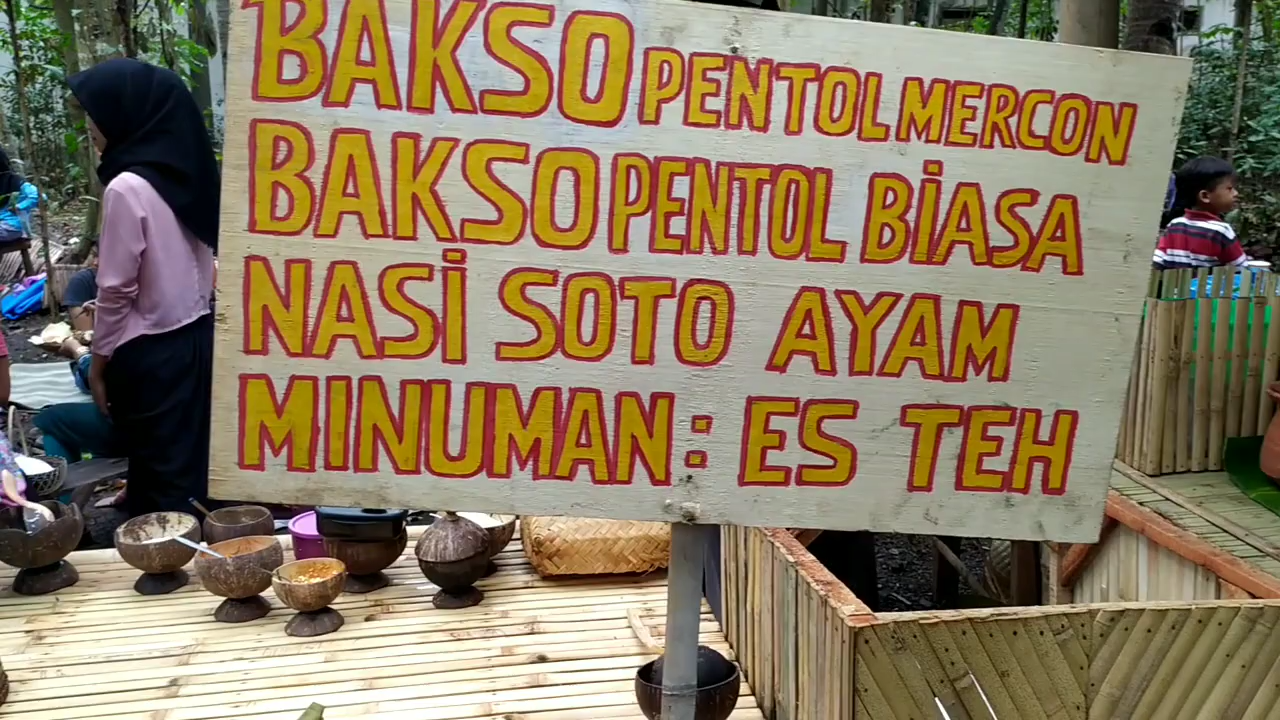 BAKSO PENTOL MERCON
BAKSO PENTOL BIASA
NASI SOTO AYAM
MINUMAN : ES TEH